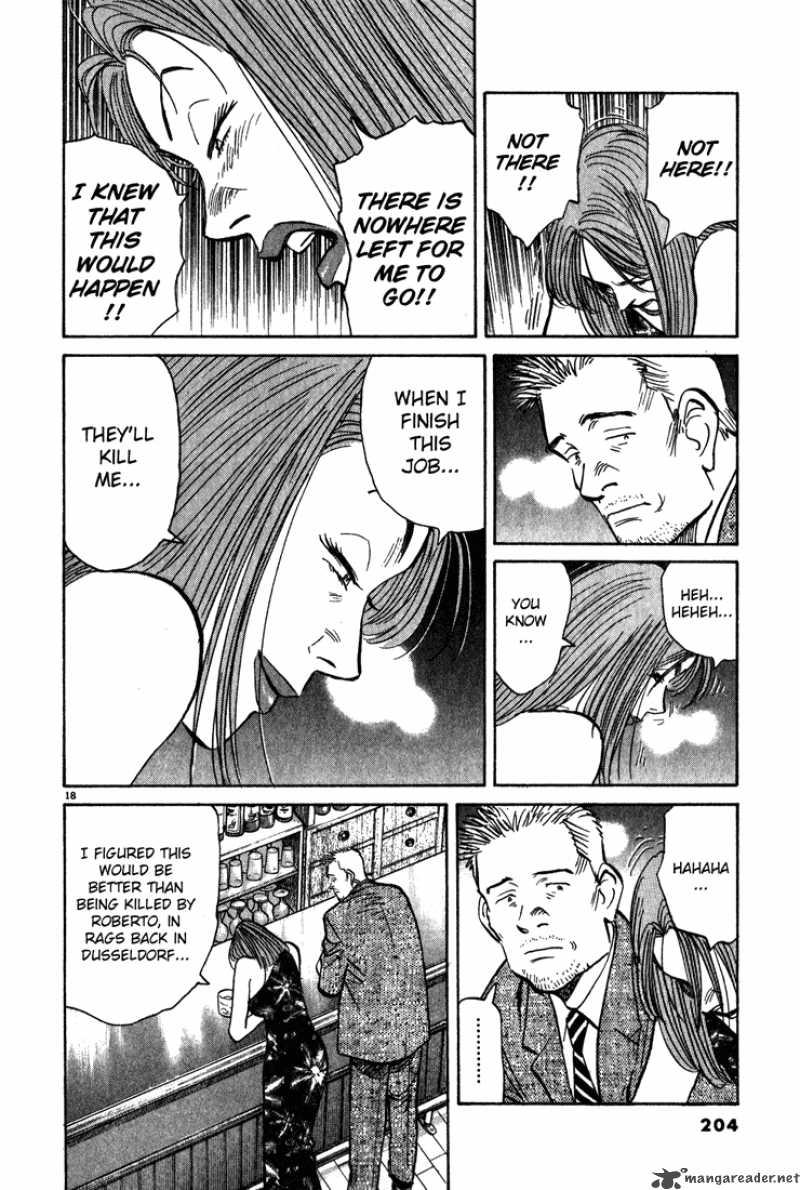 NOT
HERE!!
NOT
THERE
!!
THERE IS
NOWHERE
LEFT FOR
ME TO
GO!!
I KNEW
THAT
THIS
WOULD
HAPPEN
!!
HEH...
HEHEH...
YOU
KNOW
...
WHEN I
FINISH
THIS
JOB...
THEY'LL
KILL
ME...
18
HAHAHA
...
.........
I FIGURED THIS
WOULD BE
BETTER THAN
BEING KILLED BY
ROBERTO, IN
RAGS BACK IN
DUSSELDORF...
204
mangareader.net